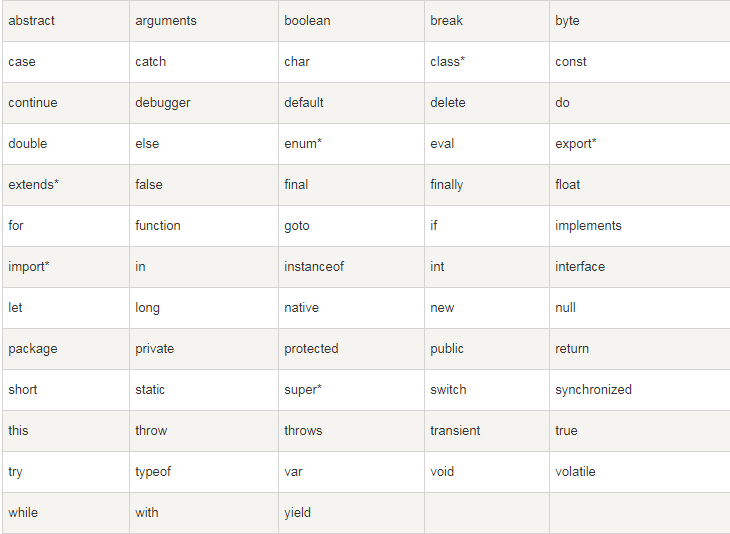 abstract arguments boolean break byte
case catch char class* const
continue debugger default delete do
double else enum* eval export*
extends* false final finally float
for function goto if implements
import* in instanceof int interface
let long native new null
package private protected public return
short static super* switch synchronized
this throw throws transient true
try typeof var void volatile
while with yield